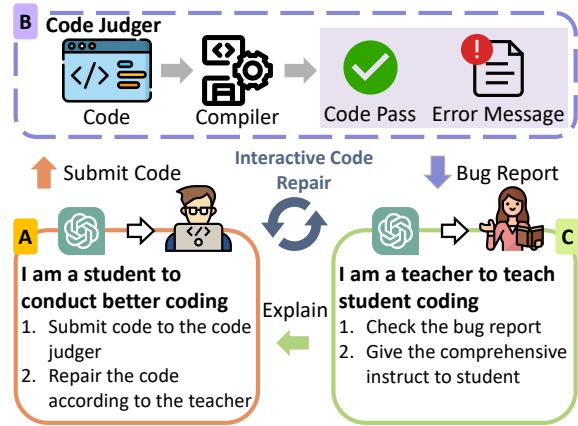 B
Code Judger
Code
Compiler
Code Pass
Error Message
Submit Code
Interactive Code
Repair
Bug Report
A
I am a student to
conduct better coding
1. Submit code to the code
judger
2. Repair the code
according to the teacher
Explain
C
I am a teacher to teach
student coding
1. Check the bug report
2. Give the comprehensive
instruct to student